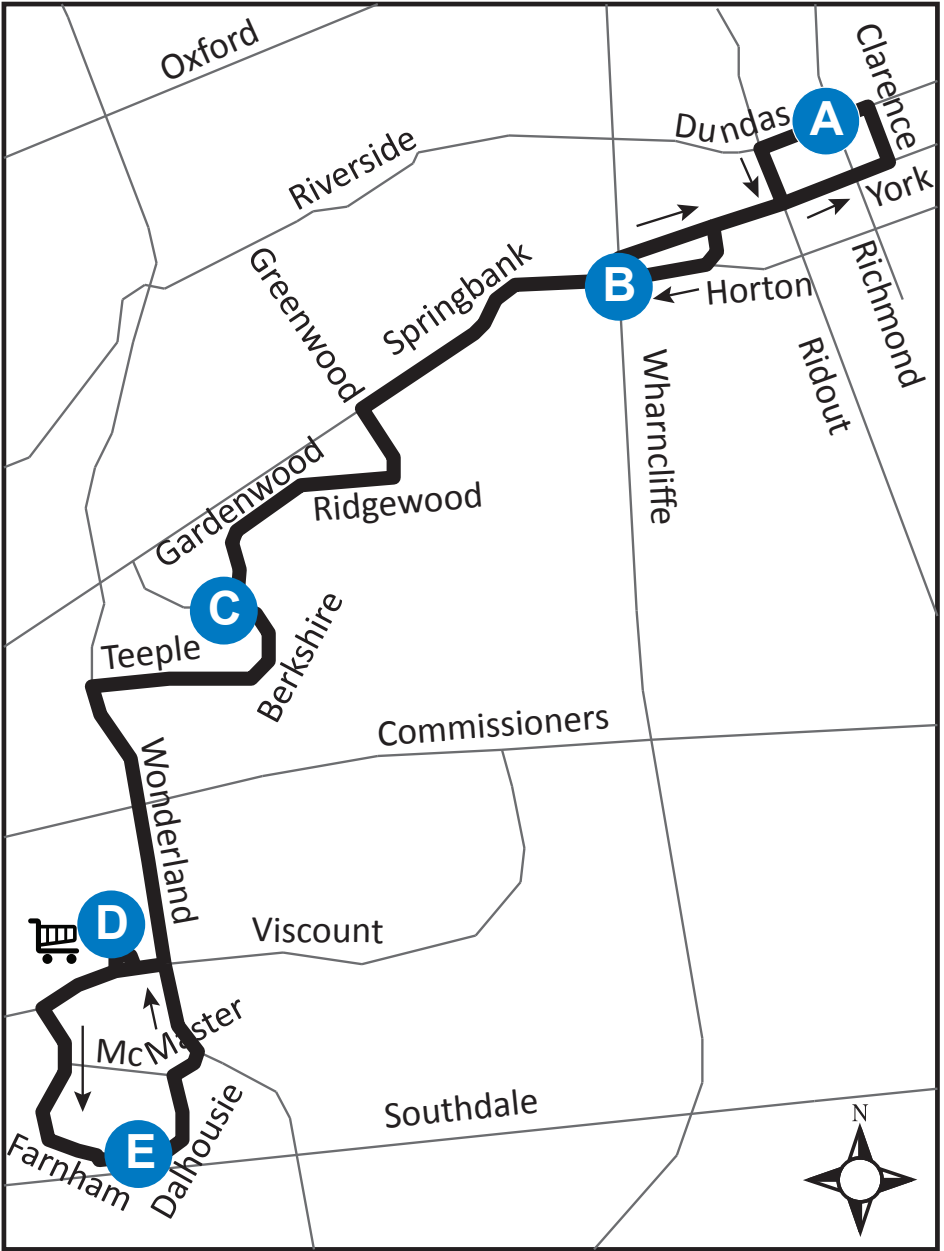 Oxford
Clarence
A
Dundas
Riverside
York
Greenwood
Springbank
Richmond
B
Horton
Ridout
Wharncliffe
Gardenwood
Ridgewood
C
Berkshire
Teeple
Commissioners
Wonderland
D
Viscount
McMaster
Southdale
Dalhousie
N
E
Farnham